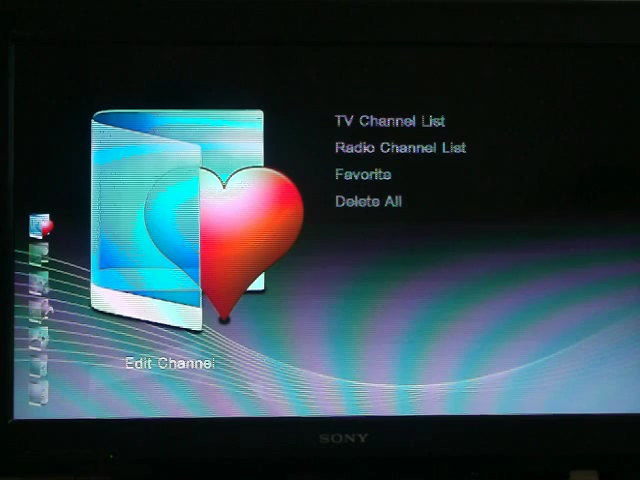 TV Channel List
Radio Channel List
Favorite
Delete All
Edit Channel
SONY